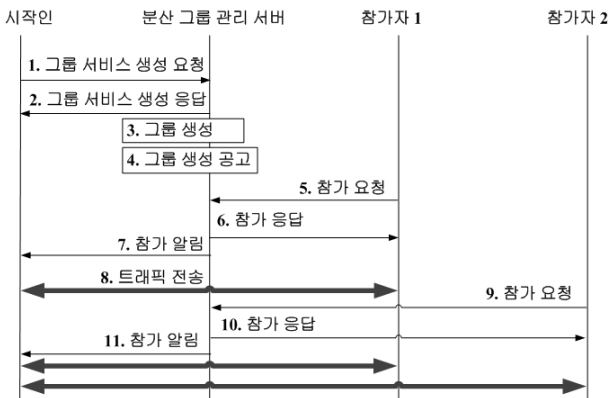 시작인 분산 그룹 관리 서버 참가자 1 참가자 2
1. 그룹 서비스 생성 요청
2. 그룹 서비스 생성 응답
3. 그룹 생성
4. 그룹 생성 공고
5. 참가 요청
6. 참가 응답
7. 참가 알림
8. 트래픽 전송
9. 참가 요청
10. 참가 응답
11. 참가 알림